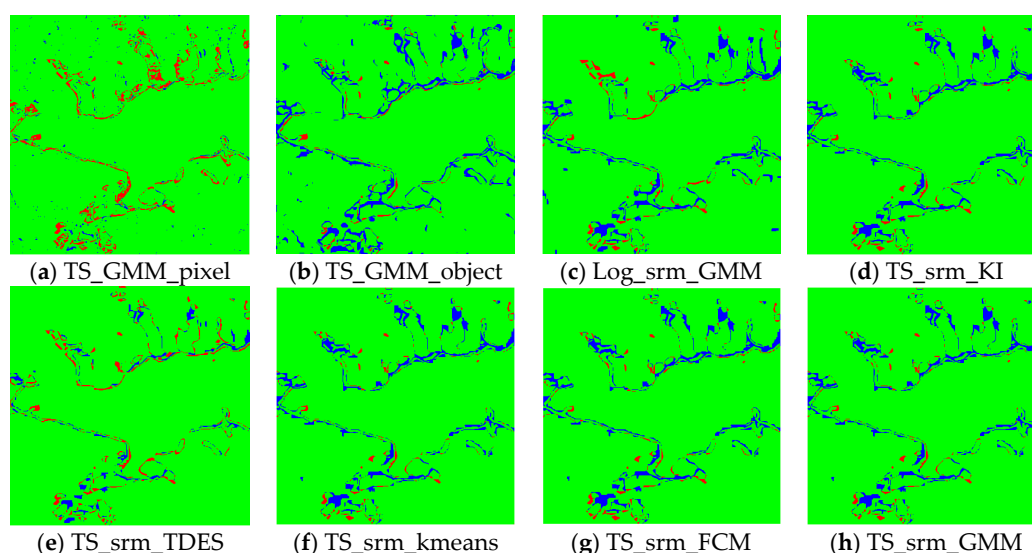 (a) TS_GMM_pixel
(b) TS_GMM_object
(c) Log_srm_GMM
(d) TS_srm_KI
(e) TS_srm_TDES
(f) TS_srm_kmeans
(g) TS_srm_FCM
(h) TS_srm_GMM